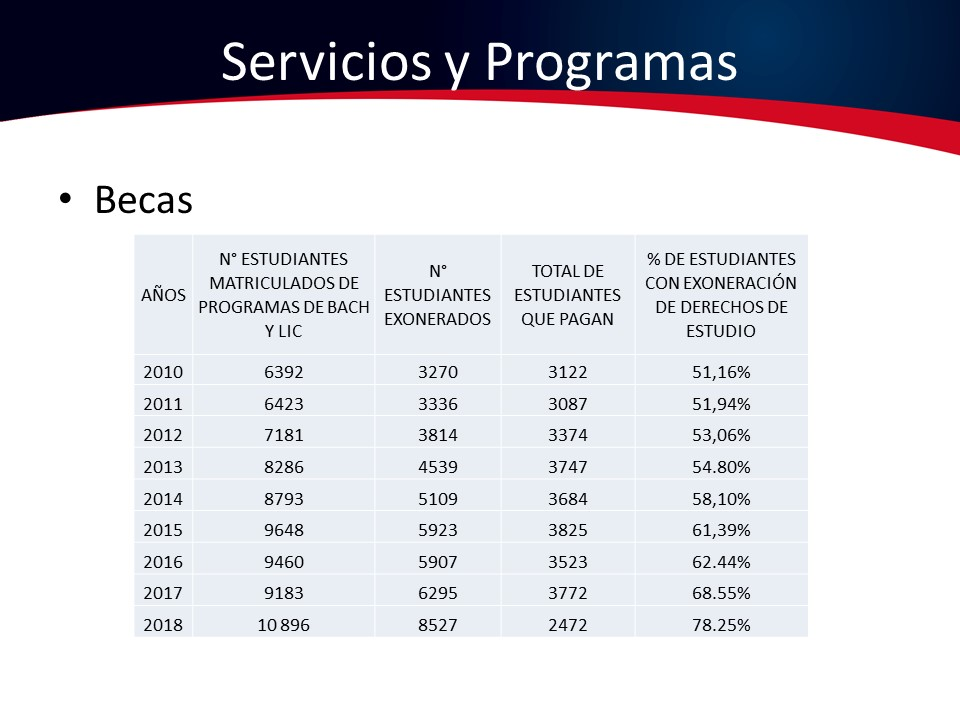 Servicios y Programas
• Becas
AÑOS
N° ESTUDIANTES
MATRICULADOS DE
PROGRAMAS DE BACH
Y LIC
N°
ESTUDIANTES
EXONERADOS
TOTAL DE
ESTUDIANTES
QUE PAGAN
% DE ESTUDIANTES
CON EXONERACIÓN
DE DERECHOS DE
ESTUDIO
2010 6392 3270 3122 51,16%
2011 6423 3336 3087 51,94%
2012 7181 3814 3374 53,06%
2013 8286 4539 3747 54.80%
2014 8793 5109 3684 58,10%
2015 9648 5923 3825 61,39%
2016 9460 5907 3523 62.44%
2017 9183 6295 3772 68.55%
2018 10 896 8527 2472 78.25%